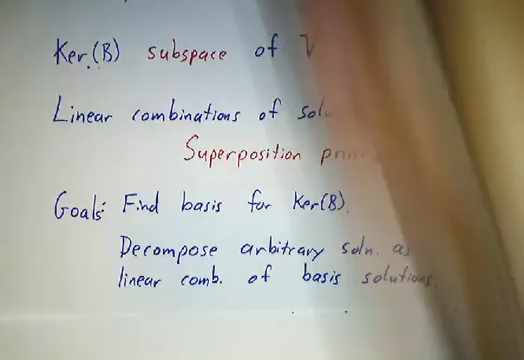 Ker(B) subspace of V
Linear combinations of
Superposition
Goals: Find basis for Ker(B).
Decompose arbitrary soln. as
linear comb. of basis solutions.